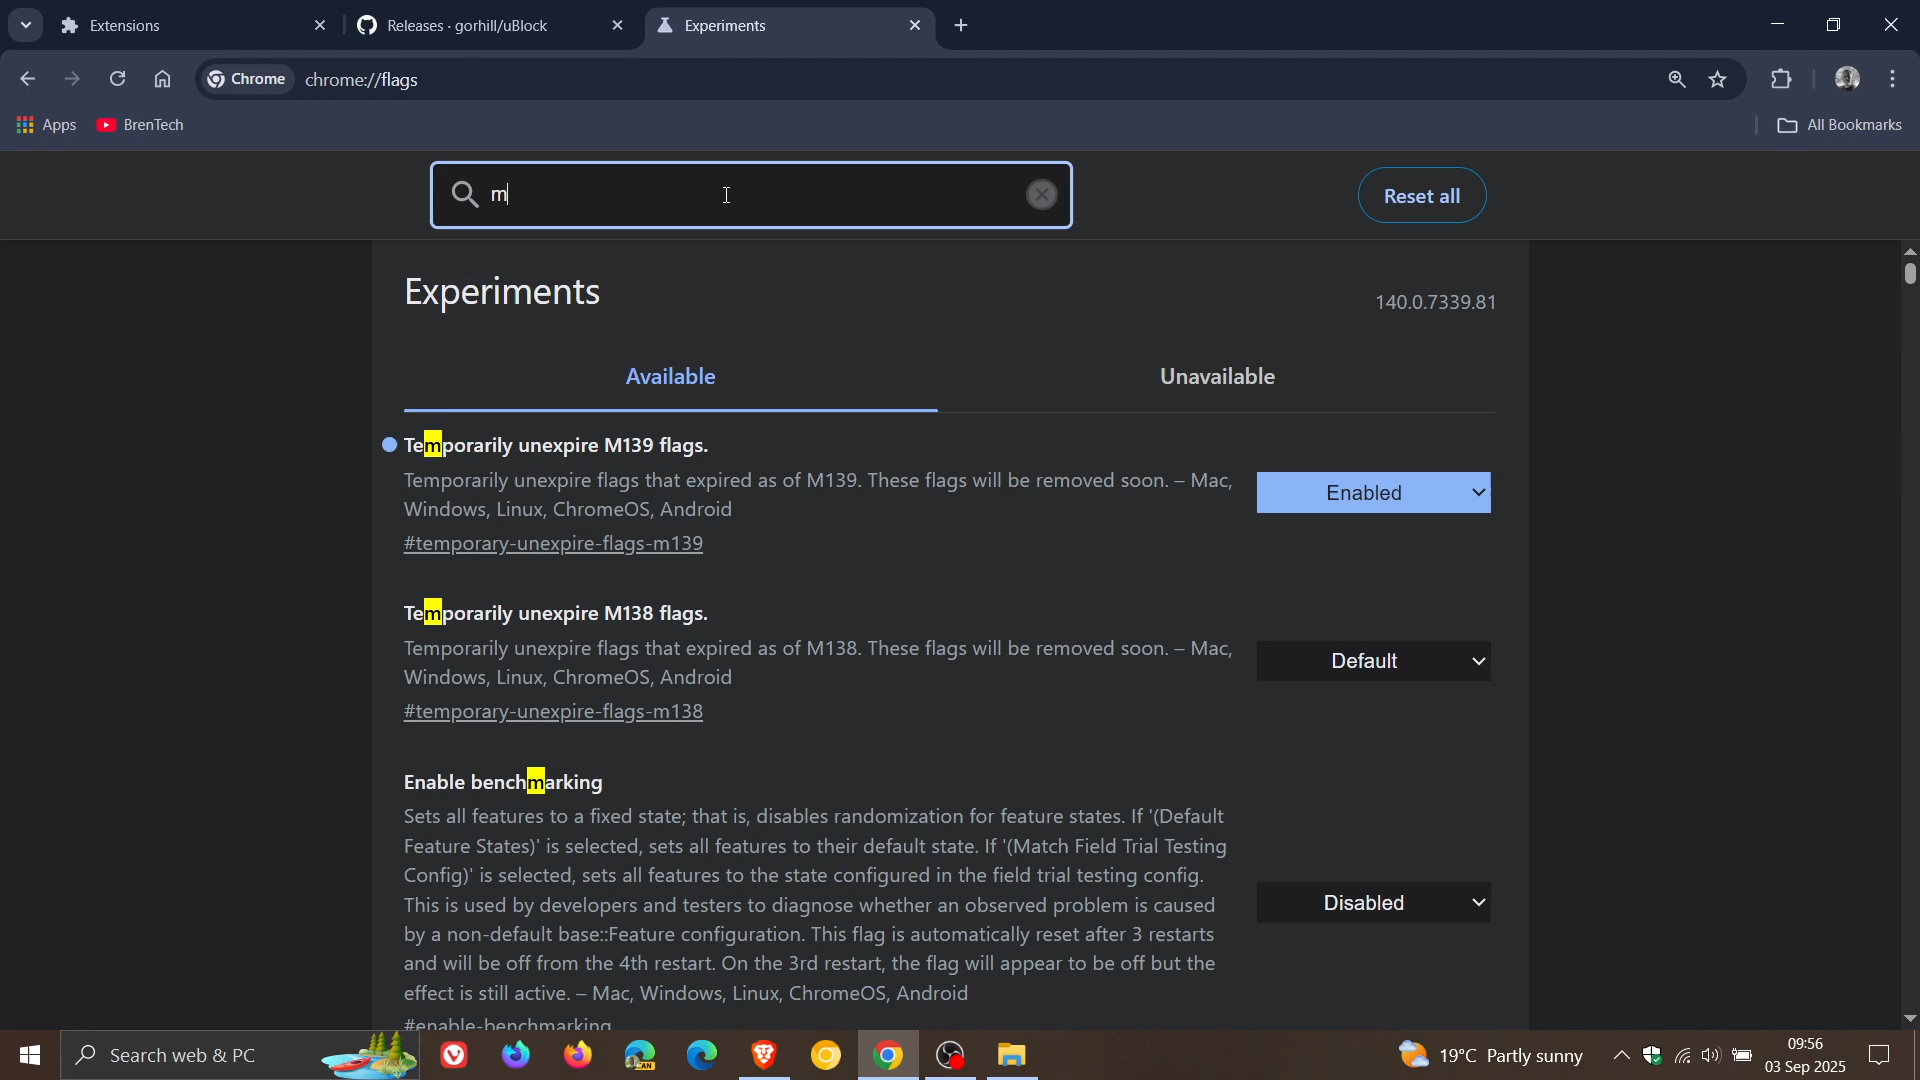 Extensions
Releases · gorhill/uBlock
Experiments
Chrome
chrome://flags
Apps
BrenTech
All Bookmarks
m
Reset all
Experiments
140.0.7339.81
Available
Unavailable
Temporarily unexpire M139 flags.
Temporarily unexpire flags that expired as of M139. These flags will be removed soon. – Mac,
Windows, Linux, ChromeOS, Android
#temporary-unexpire-flags-m139
Enabled
Temporarily unexpire M138 flags.
Temporarily unexpire flags that expired as of M138. These flags will be removed soon. – Mac,
Windows, Linux, ChromeOS, Android
#temporary-unexpire-flags-m138
Default
Enable benchmarking
Sets all features to a fixed state; that is, disables randomization for feature states. If '(Default
Feature States)' is selected, sets all features to their default state. If '(Match Field Trial Testing
Config)' is selected, sets all features to the state configured in the field trial testing config.
This is used by developers and testers to diagnose whether an observed problem is caused
by a non-default base::Feature configuration. This flag is automatically reset after 3 restarts
and will be off from the 4th restart. On the 3rd restart, the flag will appear to be off but the
effect is still active. – Mac, Windows, Linux, ChromeOS, Android
#enable-benchmarking
Disabled
Search web & PC
CAN
19°C Partly sunny
09:56
03 Sep 2025